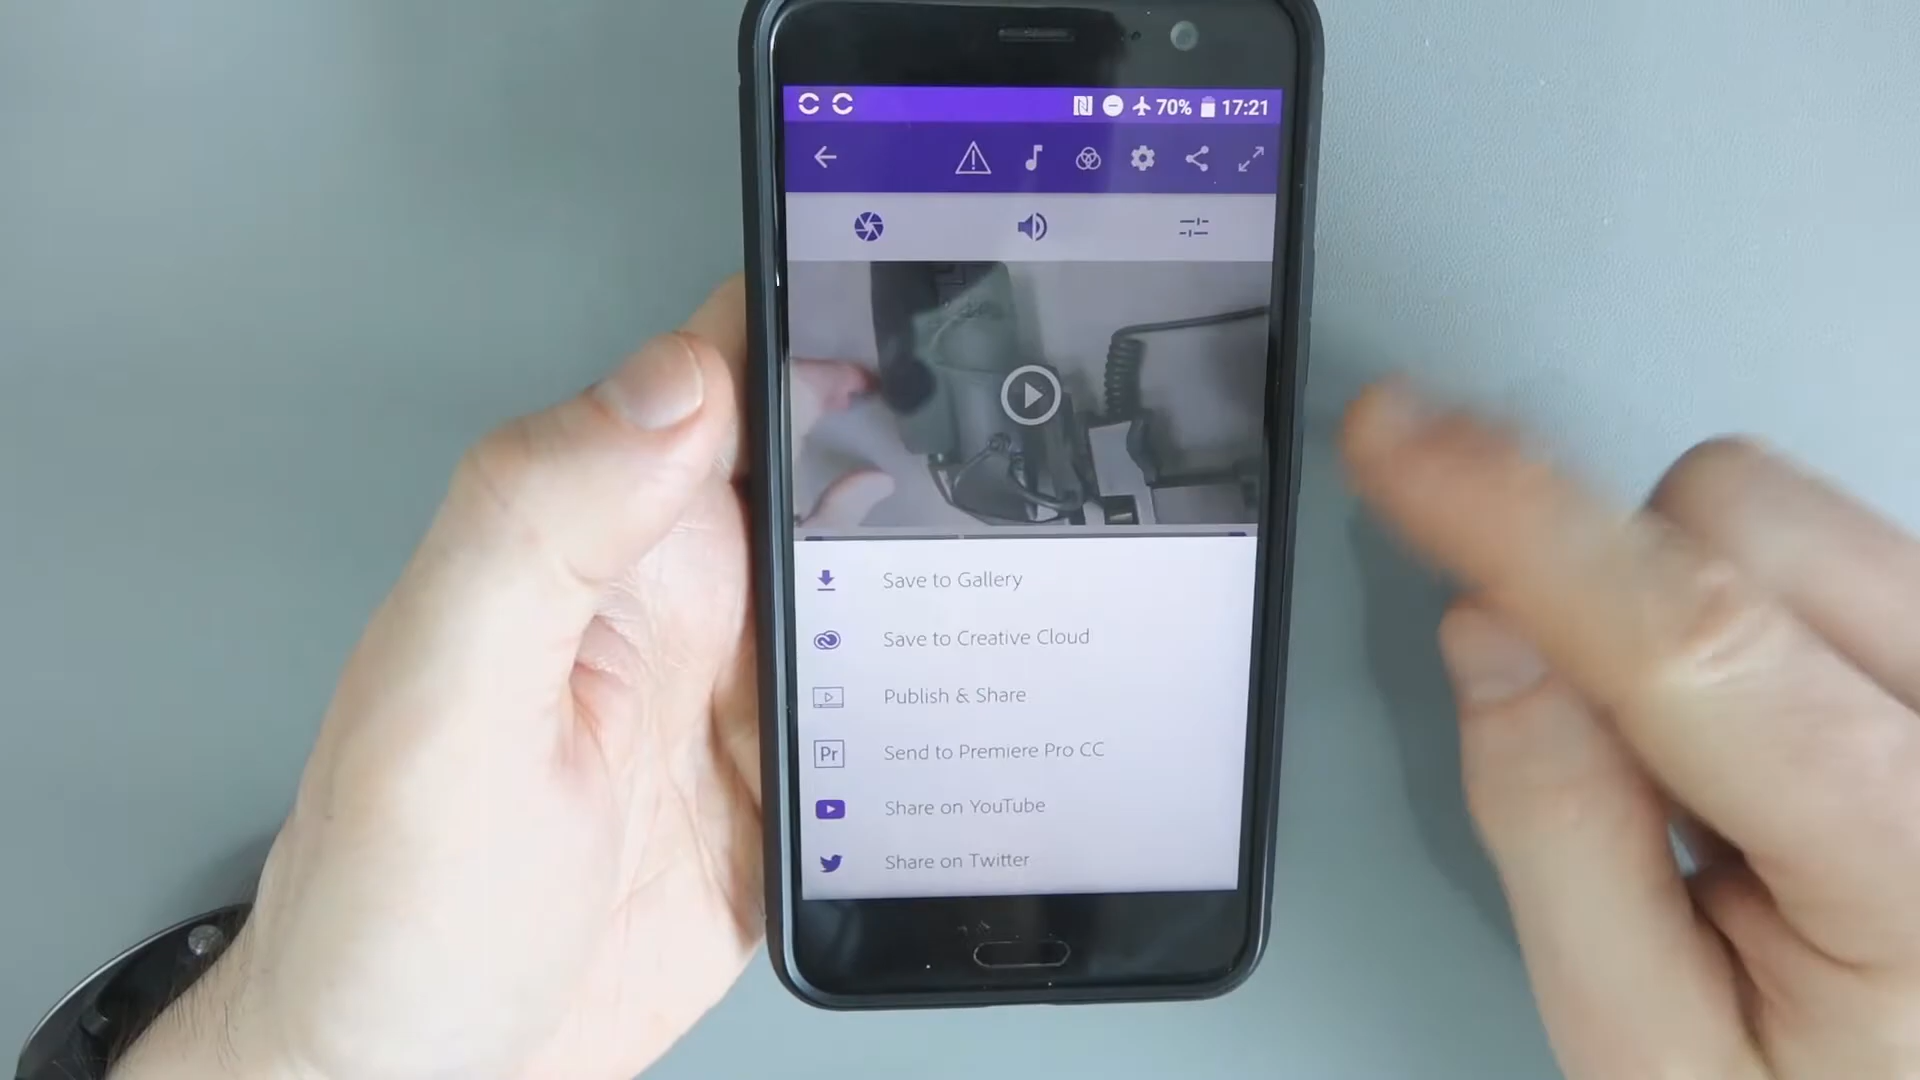 70% 17:21
Save to Gallery
Save to Creative Cloud
Publish & Share
Pr Send to Premiere Pro CC
Share on YouTube
Share on Twitter